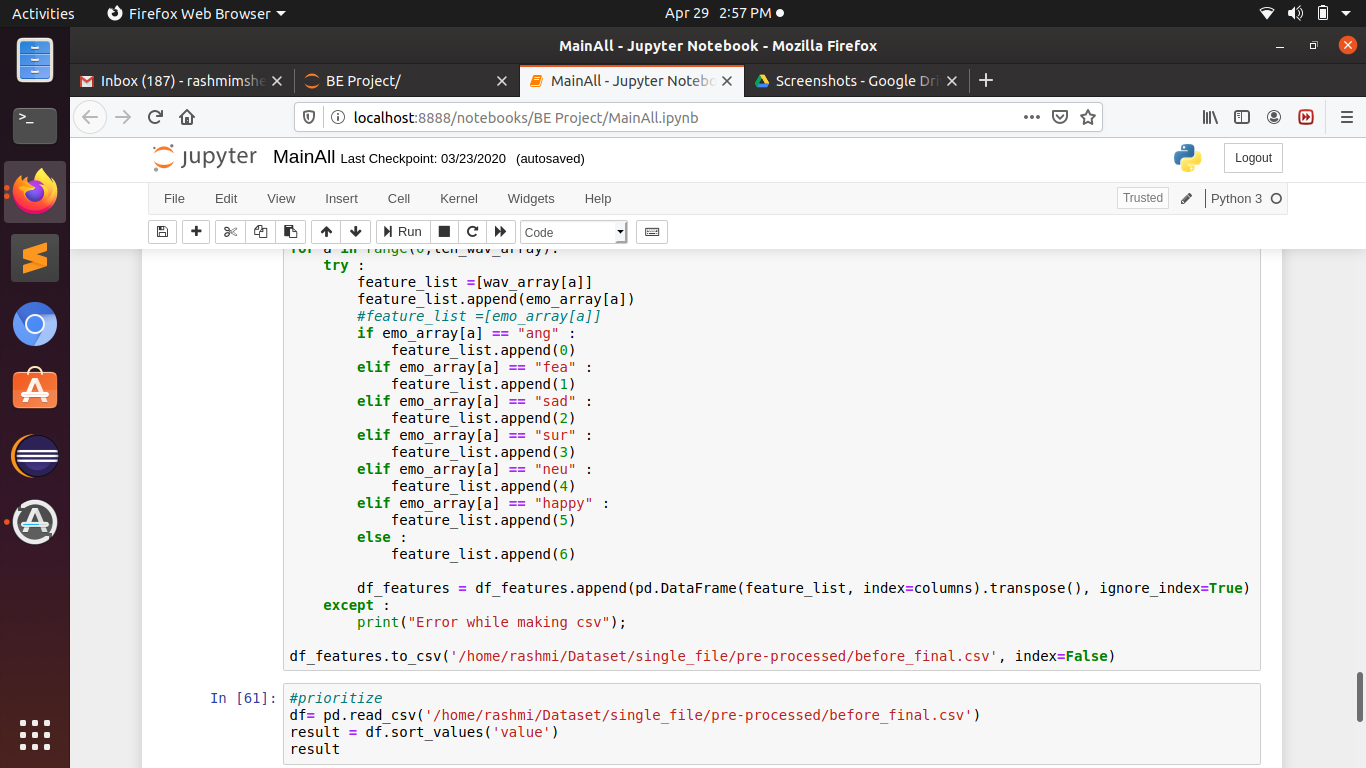 Activities Firefox Web Browser Apr 29 2:57 PM
MainAll - Jupyter Notebook - Mozilla Firefox
Inbox (187) - rashmimshe BE Project/ MainAll - Jupyter Notebo Screenshots - Google Dri
localhost:8888/notebooks/BE Project/MainAll.ipynb
jupyter MainAll Last Checkpoint: 03/23/2020 (autosaved) Logout
File Edit View Insert Cell Kernel Widgets Help Trusted Python 3
Run Code
for a in range(0,len_wav_array):
    try :
        feature_list =[wav_array[a]]
        feature_list.append(emo_array[a])
        #feature_list =[emo_array[a]]
        if emo_array[a] == "ang" :
            feature_list.append(0)
        elif emo_array[a] == "fea" :
            feature_list.append(1)
        elif emo_array[a] == "sad" :
            feature_list.append(2)
        elif emo_array[a] == "sur" :
            feature_list.append(3)
        elif emo_array[a] == "neu" :
            feature_list.append(4)
        elif emo_array[a] == "happy" :
            feature_list.append(5)
        else :
            feature_list.append(6)
        df_features = df_features.append(pd.DataFrame(feature_list, index=columns).transpose(), ignore_index=True)
    except :
        print("Error while making csv");
df_features.to_csv('/home/rashmi/Dataset/single_file/pre-processed/before_final.csv', index=False)
In [61]: #prioritize
df= pd.read_csv('/home/rashmi/Dataset/single_file/pre-processed/before_final.csv')
result = df.sort_values('value')
result